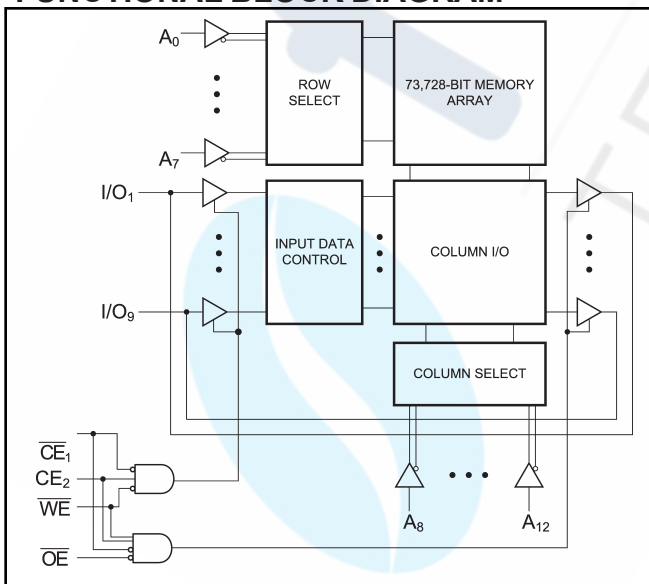 FUNCTIONAL BLOCK DIAGRAM
A0
ROW
SELECT
73,728-BIT MEMORY
ARRAY
A7
I/O1
INPUT DATA
CONTROL
COLUMN I/O
I/O9
COLUMN SELECT
CE1
CE2
WE
OE
A8
A12